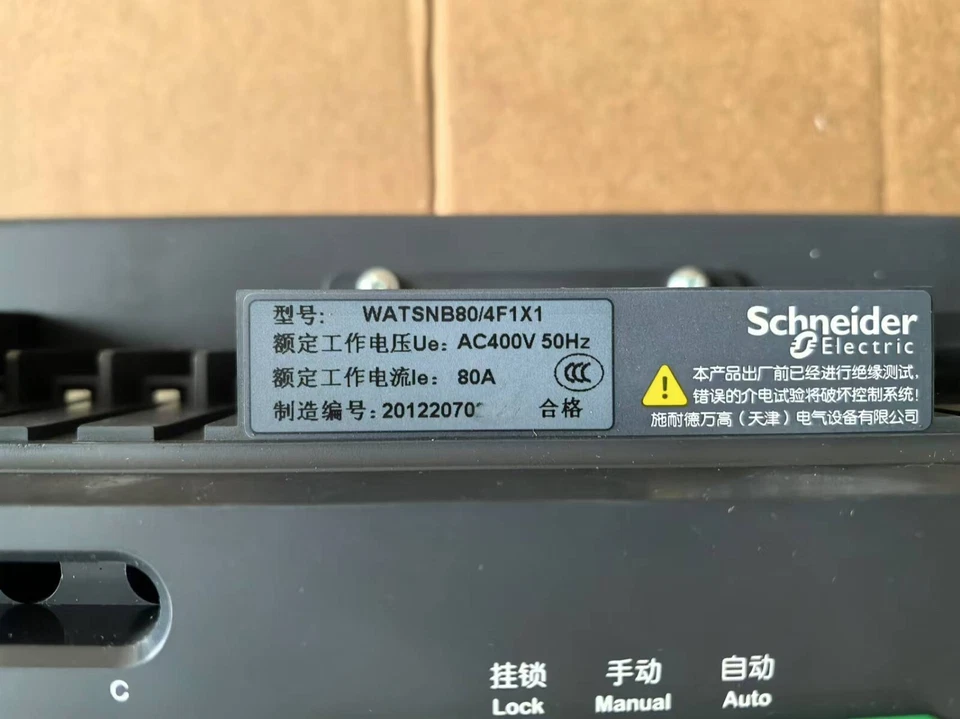 型号: WATSNB80/4F1X1
额定工作电压Ue: AC400V 50Hz
额定工作电流Ie: 80A
CCC
制造编号: 20122070
合格
Schneider
Electric
本产品出厂前已经进行绝缘测试,
错误的介电试验将破坏控制系统!
施耐德万高（天津）电气设备有限公司
C
挂锁 手动 自动
Lock Manual Auto